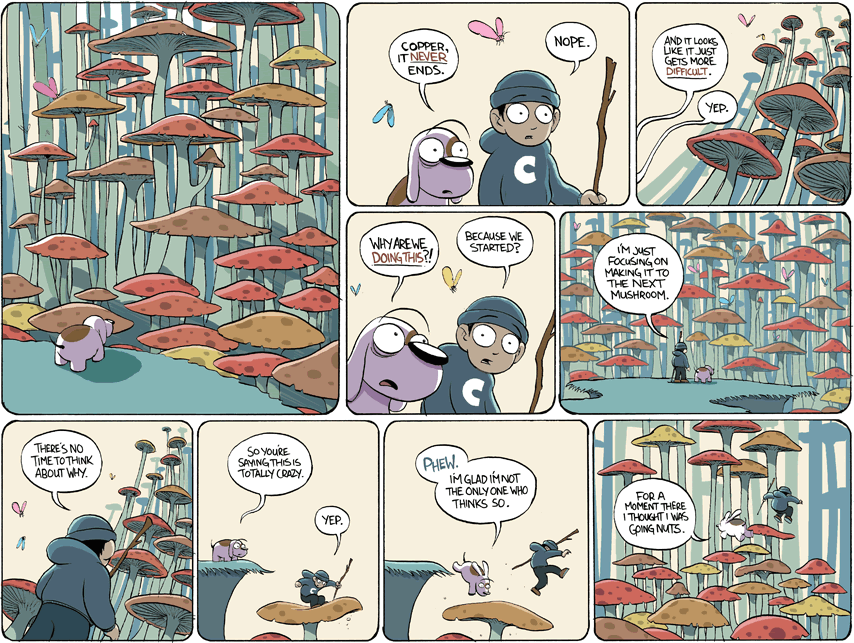 COPPER,
IT NEVER
ENDS.
NOPE.
C
AND IT LOOKS
LIKE IT JUST
GETS MORE
DIFFICULT.
YEP.
WHY ARE WE
DOING THIS?!
BECAUSE WE
STARTED?
C
I'M JUST
FOCUSING ON
MAKING IT TO
THE NEXT
MUSHROOM.
THERE'S NO
TIME TO THINK
ABOUT WHY.
SO YOU'RE
SAYING THIS IS
TOTALLY CRAZY.
YEP.
PHEW.
I'M GLAD I'M NOT
THE ONLY ONE WHO
THINKS SO.
FOR A
MOMENT THERE
I THOUGHT I WAS
GOING NUTS.